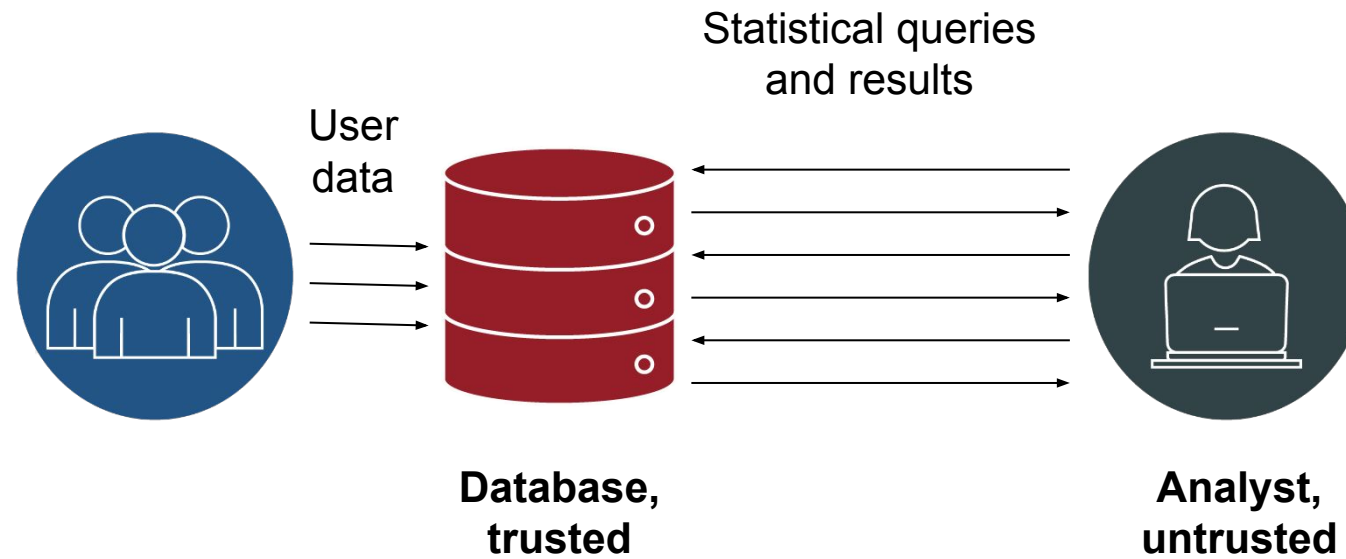 Statistical queries
and results
User
data
Database,
trusted
Analyst,
untrusted